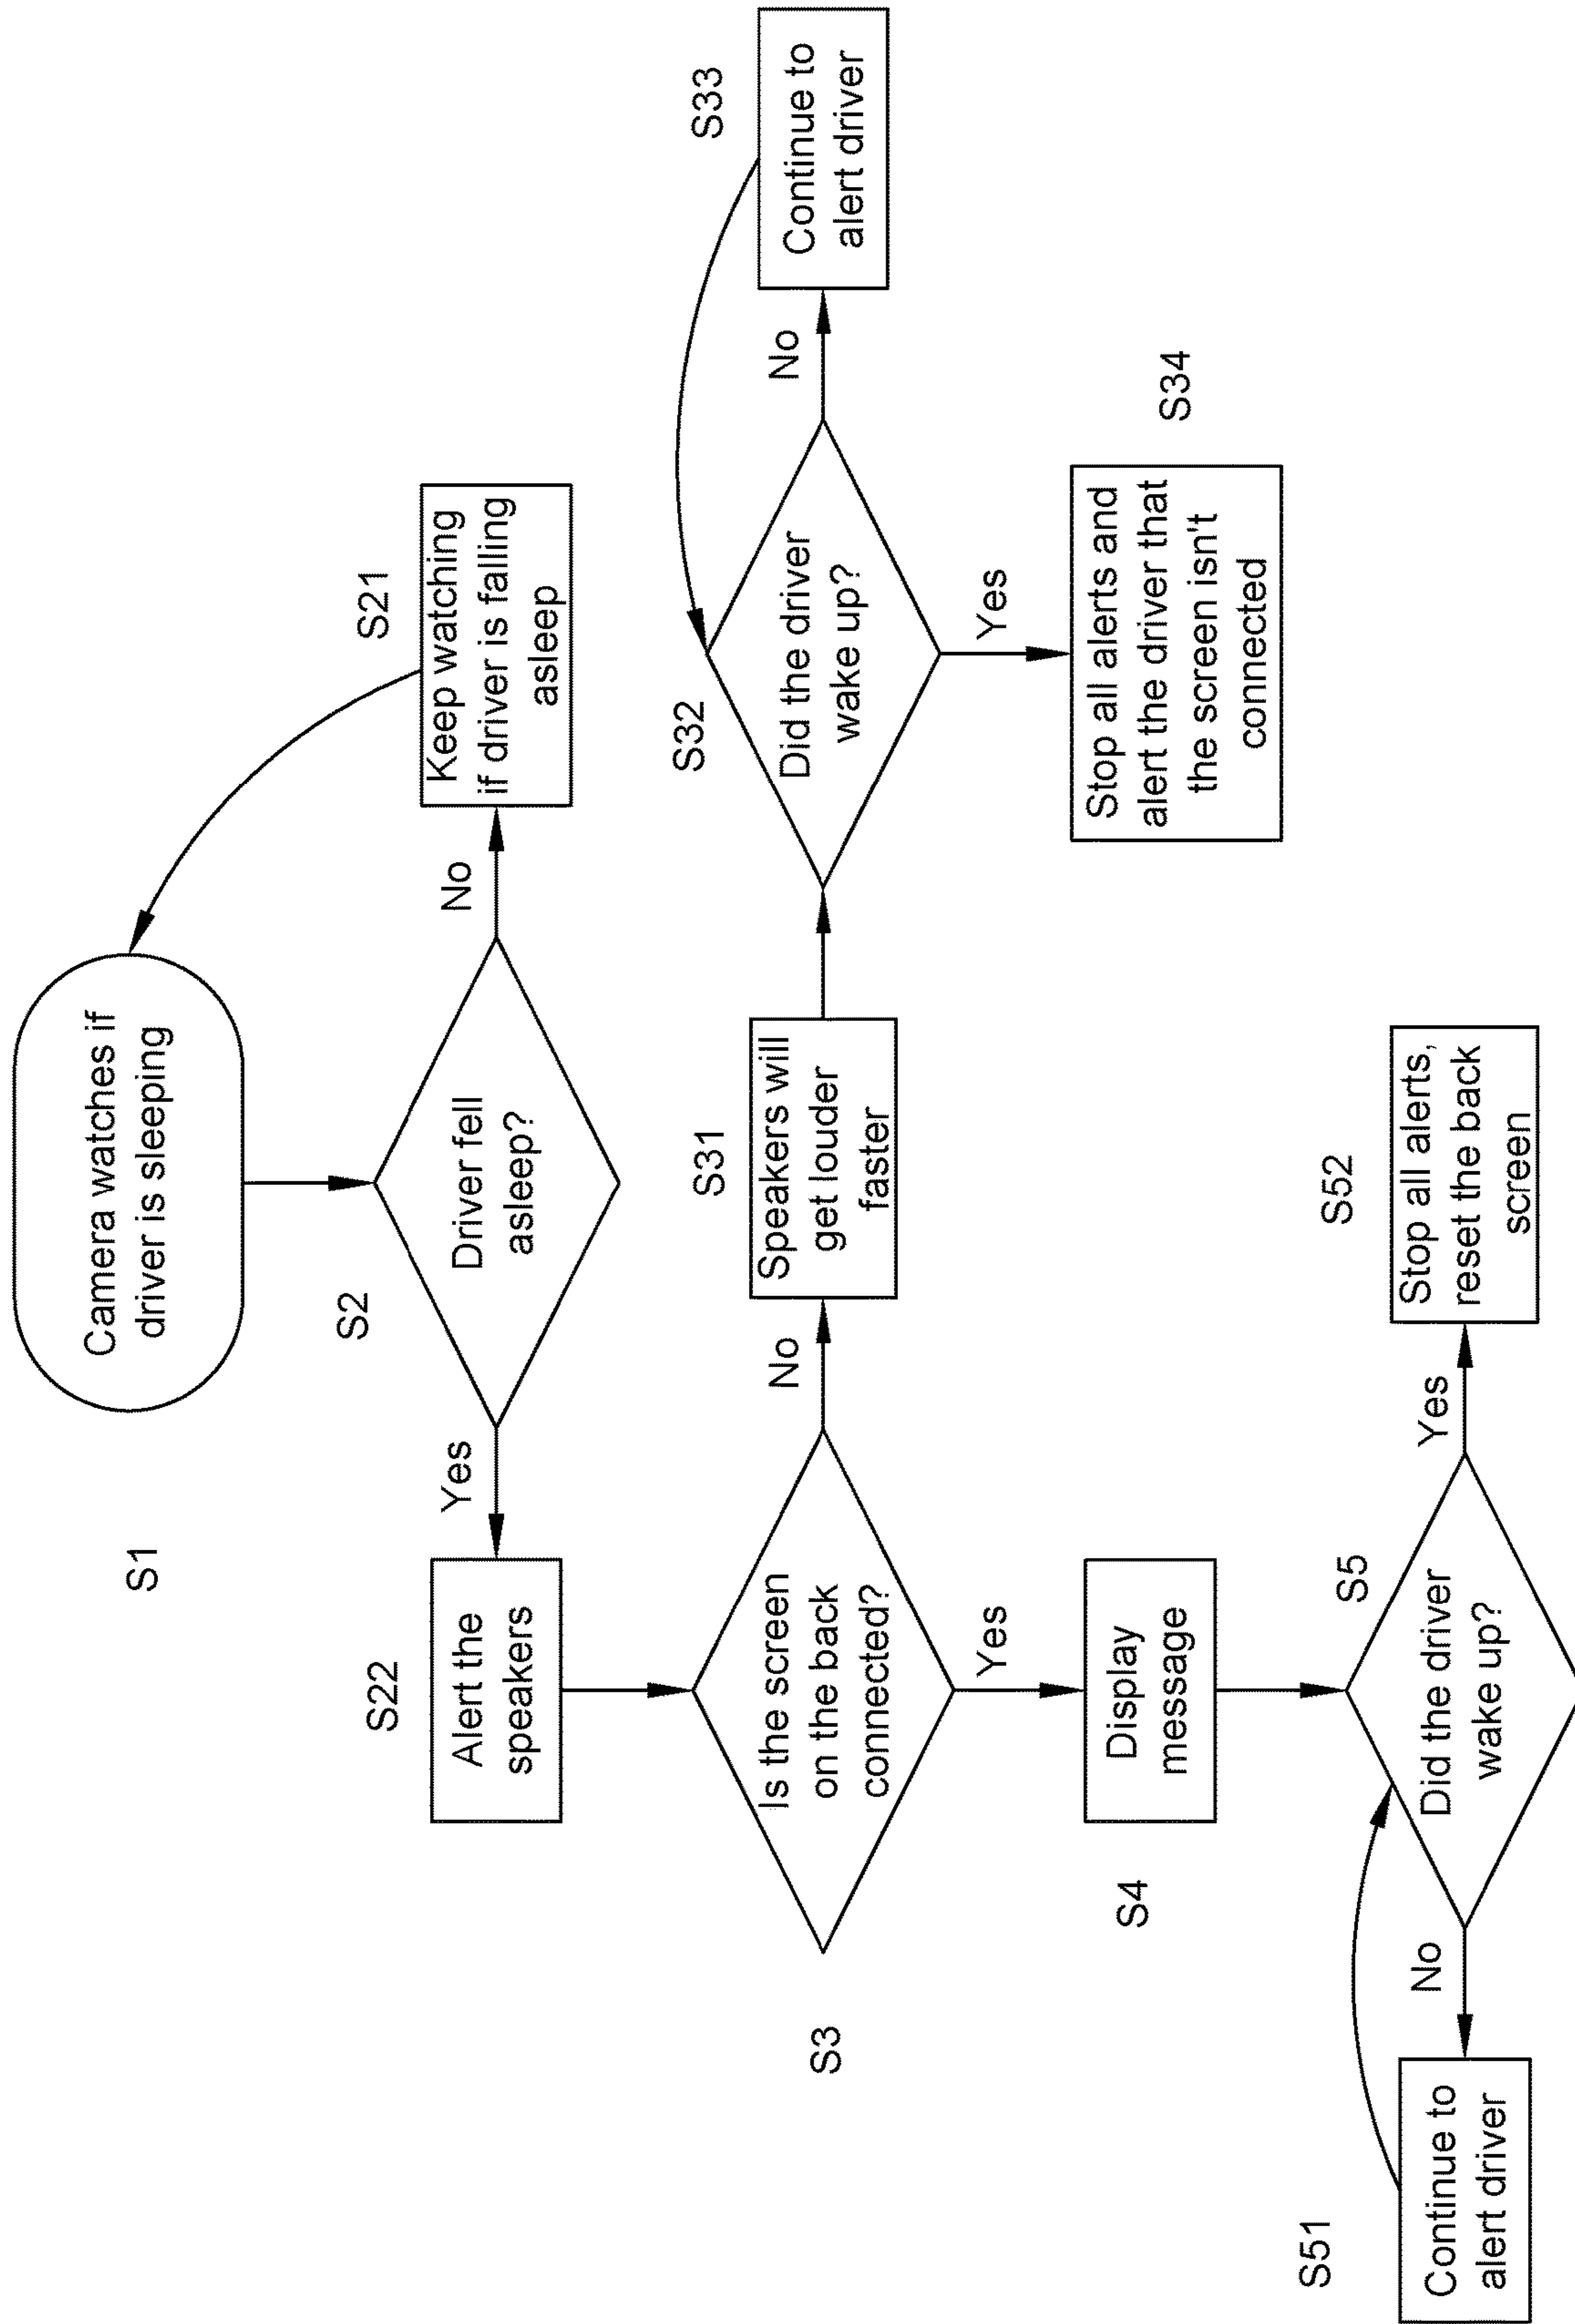 S1
Camera watches if
driver is sleeping
S2
Driver fell
asleep?
No
S21
Keep watching
if driver is falling
asleep
Yes
S22
Alert the
speakers
S3
Is the screen
on the back
connected?
No
S31
Speakers will
get louder
faster
S32
Did the driver
wake up?
No
S33
Continue to
alert driver
Yes
S34
Stop all alerts and
alert the driver that
the screen isn't
connected
Yes
S4
Display
message
S5
Did the driver
wake up?
No
S51
Continue to
alert driver
Yes
S52
Stop all alerts,
reset the back
screen